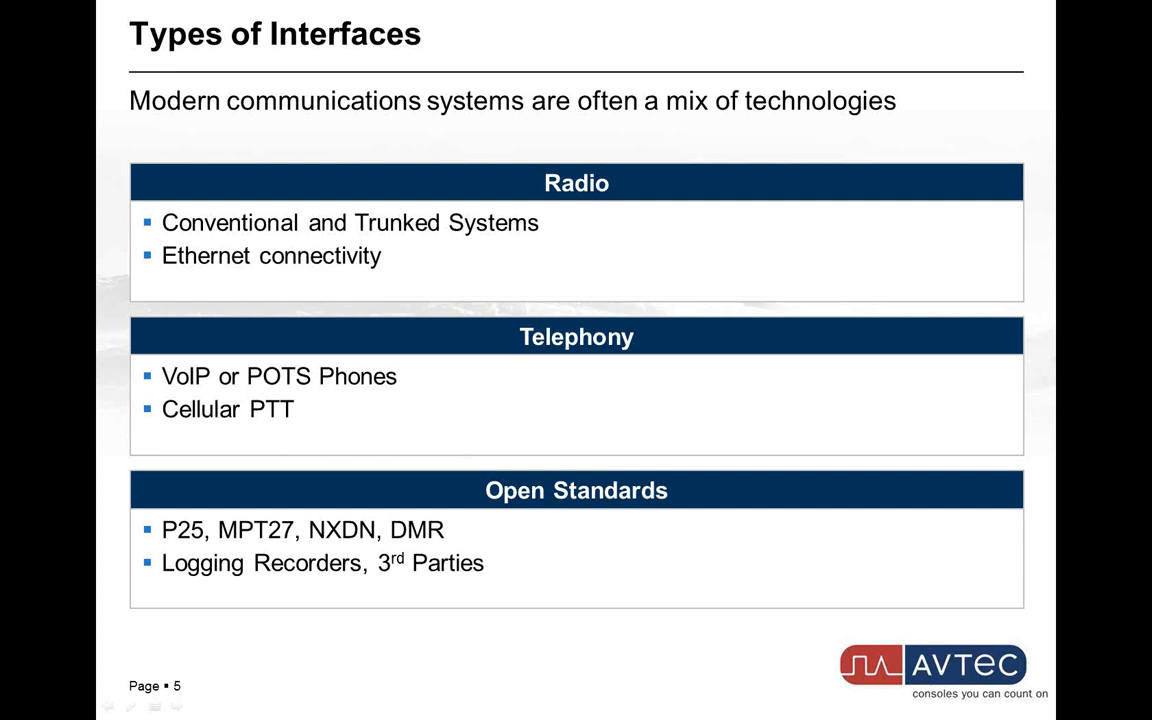 Types of Interfaces
Modern communications systems are often a mix of technologies
Radio
▪ Conventional and Trunked Systems
▪ Ethernet connectivity
Telephony
▪ VoIP or POTS Phones
▪ Cellular PTT
Open Standards
▪ P25, MPT27, NXDN, DMR
▪ Logging Recorders, 3rd Parties
AVTEC
consoles you can count on
Page ▪ 5